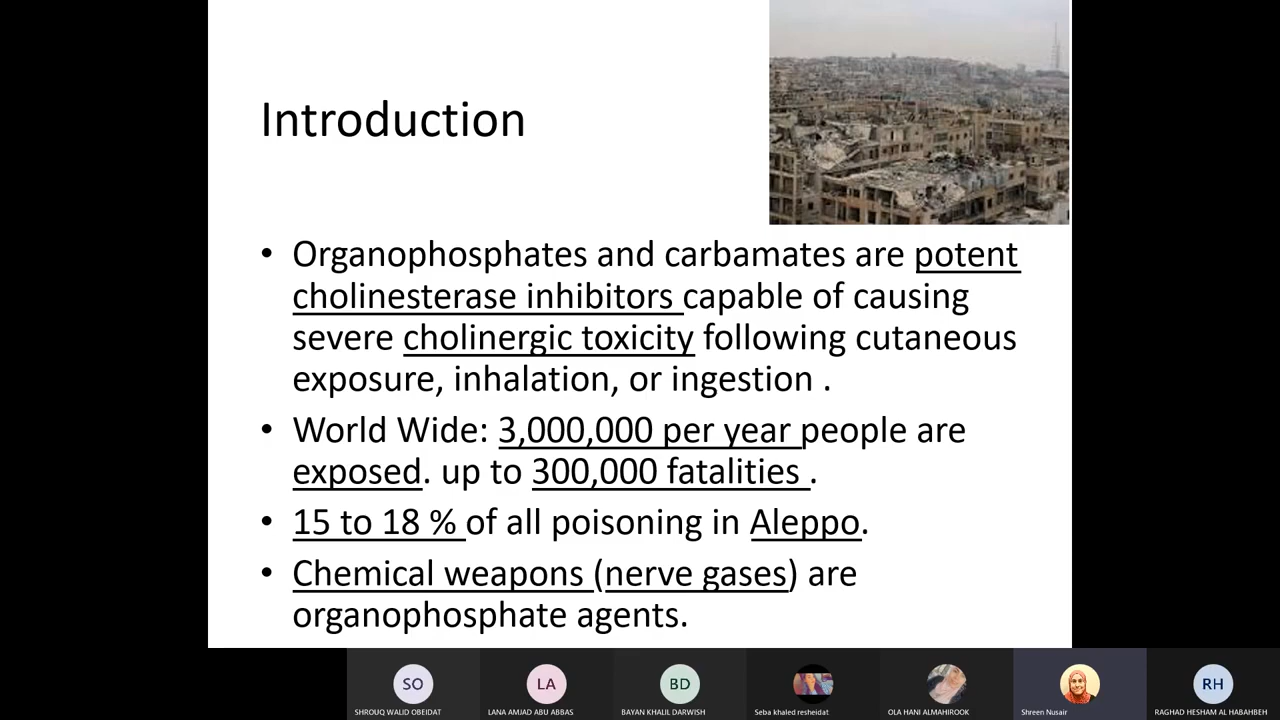 Introduction
• Organophosphates and carbamates are potent
cholinesterase inhibitors capable of causing
severe cholinergic toxicity following cutaneous
exposure, inhalation, or ingestion .
• World Wide: 3,000,000 per year people are
exposed. up to 300,000 fatalities .
• 15 to 18 % of all poisoning in Aleppo.
• Chemical weapons (nerve gases) are
organophosphate agents.
SO LA BD RH
SHROUQ WALID OBEIDAT LANA AMJAD ABU ABBAS BAYAN KHALIL DARWISH Seba khaled resheidat OLA HANI ALMAHIROOK Shreen Nusair RAGHAD HESHAM AL HABAHBEH